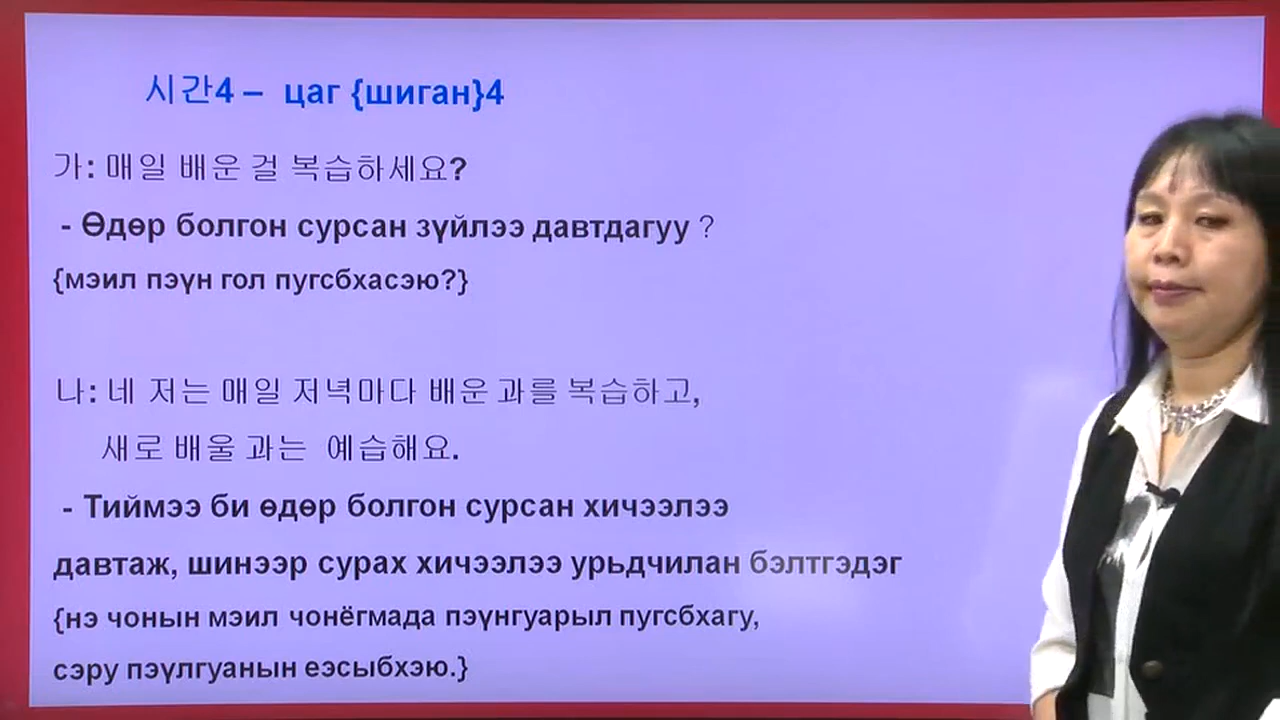 시간4 – цаг {шиган}4
가: 매일 배운 걸 복습하세요?
- Өдөр болгон сурсан зүйлээ давтдагуу ?
{мэил пэүн гол пугсбхасэю?}
나: 네 저는 매일 저녁마다 배운 과를 복습하고,
새로 배울 과는 예습해요.
- Тиймээ би өдөр болгон сурсан хичээлээ
давтаж, шинээр сурах хичээлээ урьдчилан бэлтгэдэг
{нэ чонын мэил чонёгмада пэүнгуарыл пугсбхагу,
сэру пэүлгуанын еэсыбхэю.}